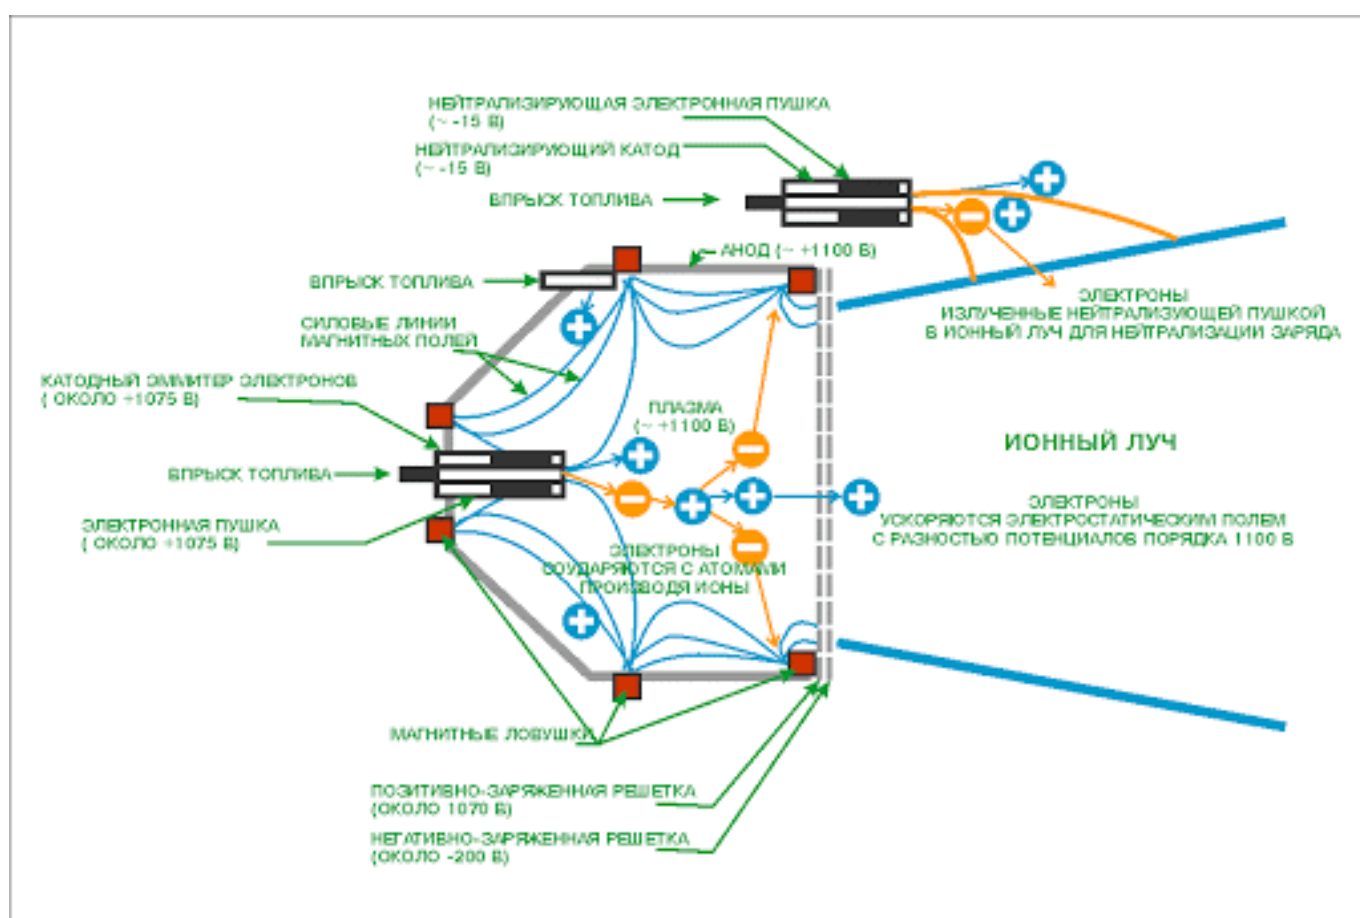 НЕЙТРАЛИЗИРУЮЩАЯ ЭЛЕКТРОННАЯ ПУШКА
(~ -15 В)
НЕЙТРАЛИЗИРУЮЩИЙ КАТОД
(~ -15 В)
ВПРЫСК ТОПЛИВА
АНОД (~ +1100 В)
ВПРЫСК ТОПЛИВА
ЭЛЕКТРОНЫ
ИЗЛУЧЕННЫЕ НЕЙТРАЛИЗУЮЩЕЙ ПУШКОЙ
В ИОННЫЙ ЛУЧ ДЛЯ НЕЙТРАЛИЗАЦИИ ЗАРЯДА
СИЛОВЫЕ ЛИНИИ
МАГНИТНЫХ ПОЛЕЙ
КАТОДНЫЙ ЭММИТЕР ЭЛЕКТРОНОВ
( ОКОЛО +1075 В)
ПЛАЗМА
(~ +1100 В)
ИОННЫЙ ЛУЧ
ВПРЫСК ТОПЛИВА
ЭЛЕКТРОННАЯ ПУШКА
( ОКОЛО +1075 В)
ЭЛЕКТРОНЫ
УСКОРЯЮТСЯ ЭЛЕКТРОСТАТИЧЕСКИМ ПОЛЕМ
С РАЗНОСТЬЮ ПОТЕНЦИАЛОВ ПОРЯДКА 1100 В
ЭЛЕКТРОНЫ
СОУДАРЯЮТСЯ С АТОМАМИ
ПРОИЗВОДЯ ИОНЫ
МАГНИТНЫЕ ЛОВУШКИ
ПОЗИТИВНО-ЗАРЯЖЕННАЯ РЕШЕТКА
(ОКОЛО 1070 В)
НЕГАТИВНО-ЗАРЯЖЕННАЯ РЕШЕТКА
(ОКОЛО -200 В)